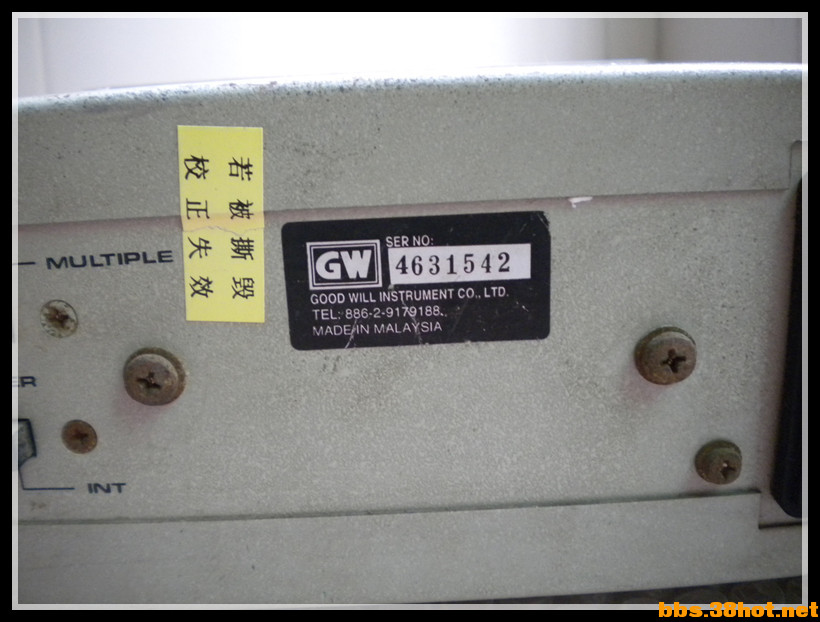 若被撕毁
校正失效
MULTIPLE
SER NO:
GW
4631542
GOOD WILL INSTRUMENT CO., LTD.
TEL: 886-2-9179188.
MADE IN MALAYSIA
ER
INT
bbs.38hot.net